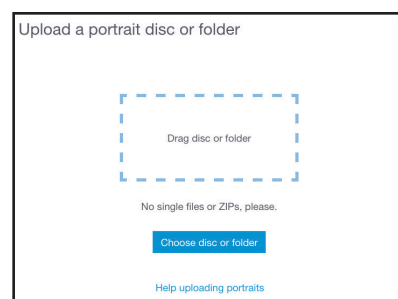 Upload a portrait disc or folder
Drag disc or folder
No single files or ZIPs, please.
Choose disc or folder
Help uploading portraits